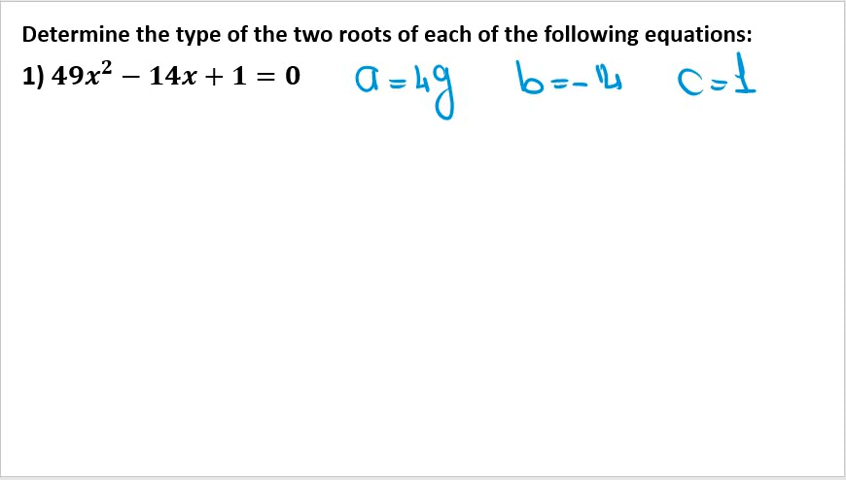 Determine the type of the two roots of each of the following equations:
1) 49x² − 14x + 1 = 0 a = 49 b = -14 c = 1